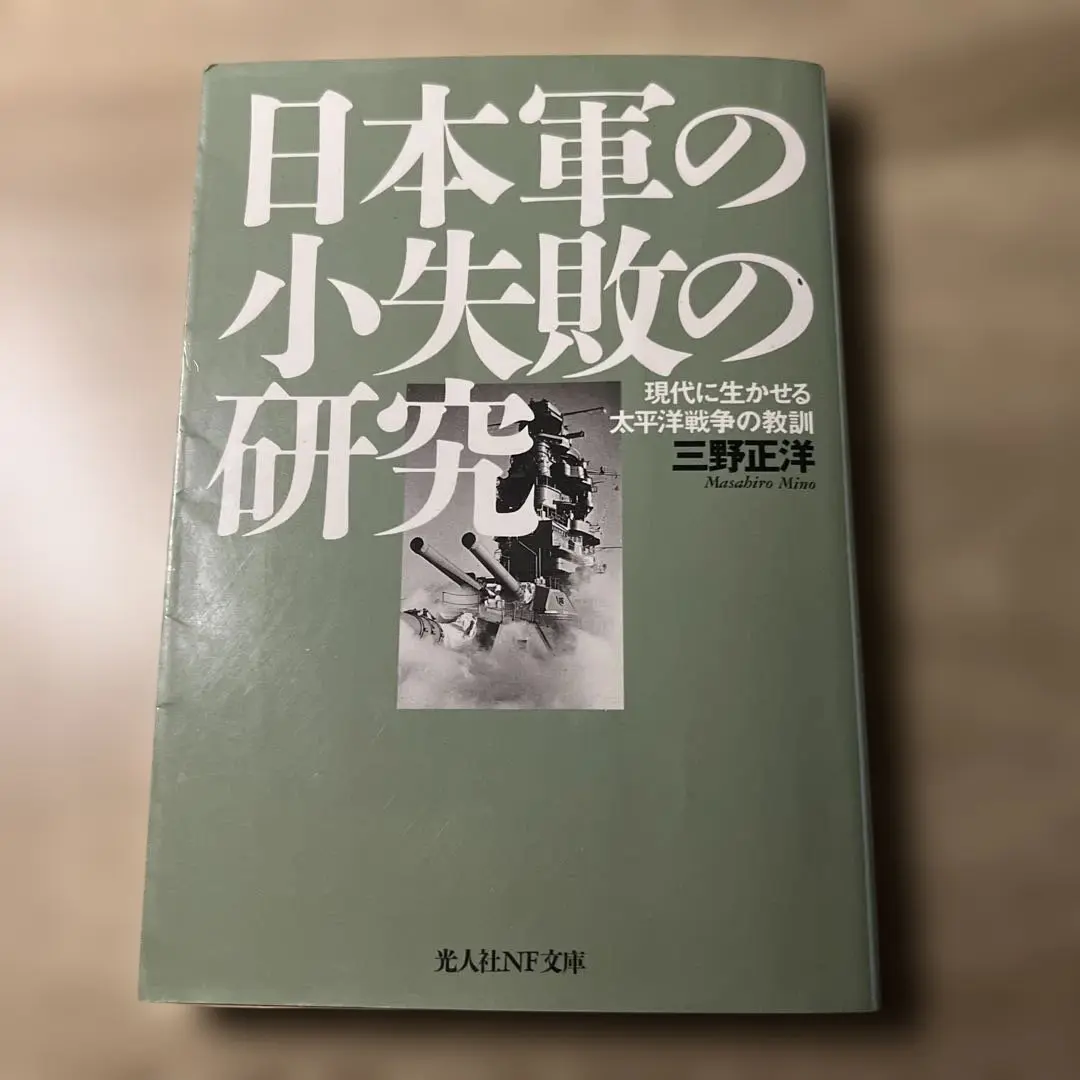 日本軍の
小失敗の
研究
現代に生かせる
太平洋戦争の教訓
三野正洋
Masahiro Mino
光人社NF文庫